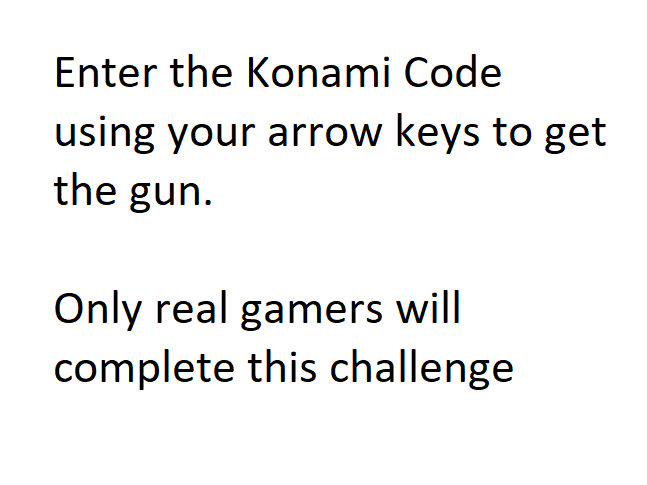 Enter the Konami Code
using your arrow keys to get
the gun.
Only real gamers will
complete this challenge